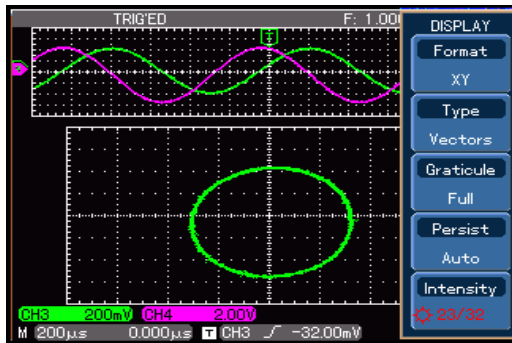 TRIG'ED F: 1.00
DISPLAY
Format
XY
Type
Vectors
Graticule
Full
Persist
Auto
Intensity
23/32
T
CH3 200mV CH4 2.00V
M 200µs 0.000µs T CH3 -32.00mV